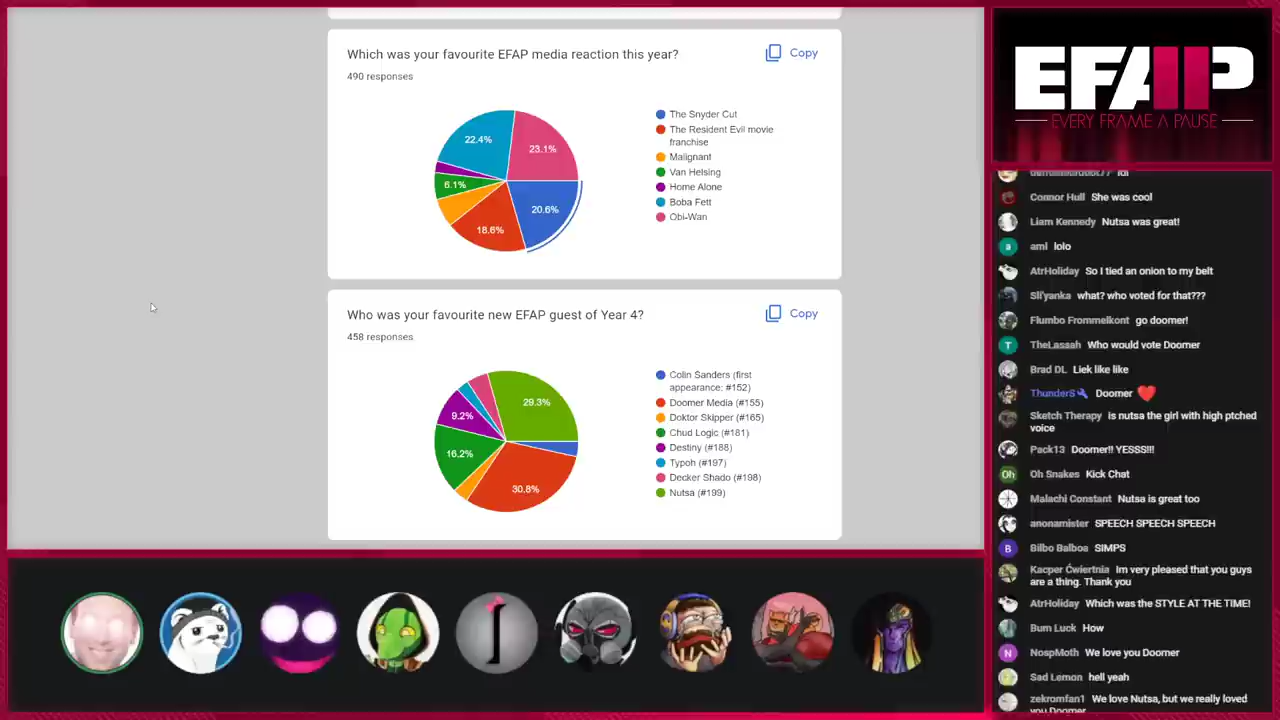 Which was your favourite EFAP media reaction this year?
Copy
490 responses
22.4%
23.1%
6.1%
20.6%
18.6%
The Snyder Cut
The Resident Evil movie
franchise
Malignant
Van Helsing
Home Alone
Boba Fett
Obi-Wan
Who was your favourite new EFAP guest of Year 4?
Copy
458 responses
29.3%
9.2%
16.2%
30.8%
Colin Sanders (first
appearance: #152)
Doomer Media (#155)
Doktor Skipper (#165)
Chud Logic (#181)
Destiny (#188)
Typoh (#197)
Decker Shado (#198)
Nutsa (#199)
EFAP
EVERY FRAME A PAUSE
lol
Connor Hull She was cool
Liam Kennedy Nutsa was great!
a aml lolo
AtrHoliday So I tied an onion to my belt
Sli'yanka what? who voted for that???
Flumbo Frommelkont go doomer!
T TheLassah Who would vote Doomer
Brad DL Liek like like
ThunderS Doomer
Sketch Therapy is nutsa the girl with high ptched
voice
Pack13 Doomer!! YESSS!!!
Oh Oh Snakes Kick Chat
Malachi Constant Nutsa is great too
anonamister SPEECH SPEECH SPEECH
B Bilbo Balboa SIMPS
Kacper Ćwiertnia Im very pleased that you guys
are a thing. Thank you
AtrHoliday Which was the STYLE AT THE TIME!
Bum Luck How
N NospMoth We love you Doomer
Sad Lemon hell yeah
zekromfan1 We love Nutsa, but we really loved
you Doomer